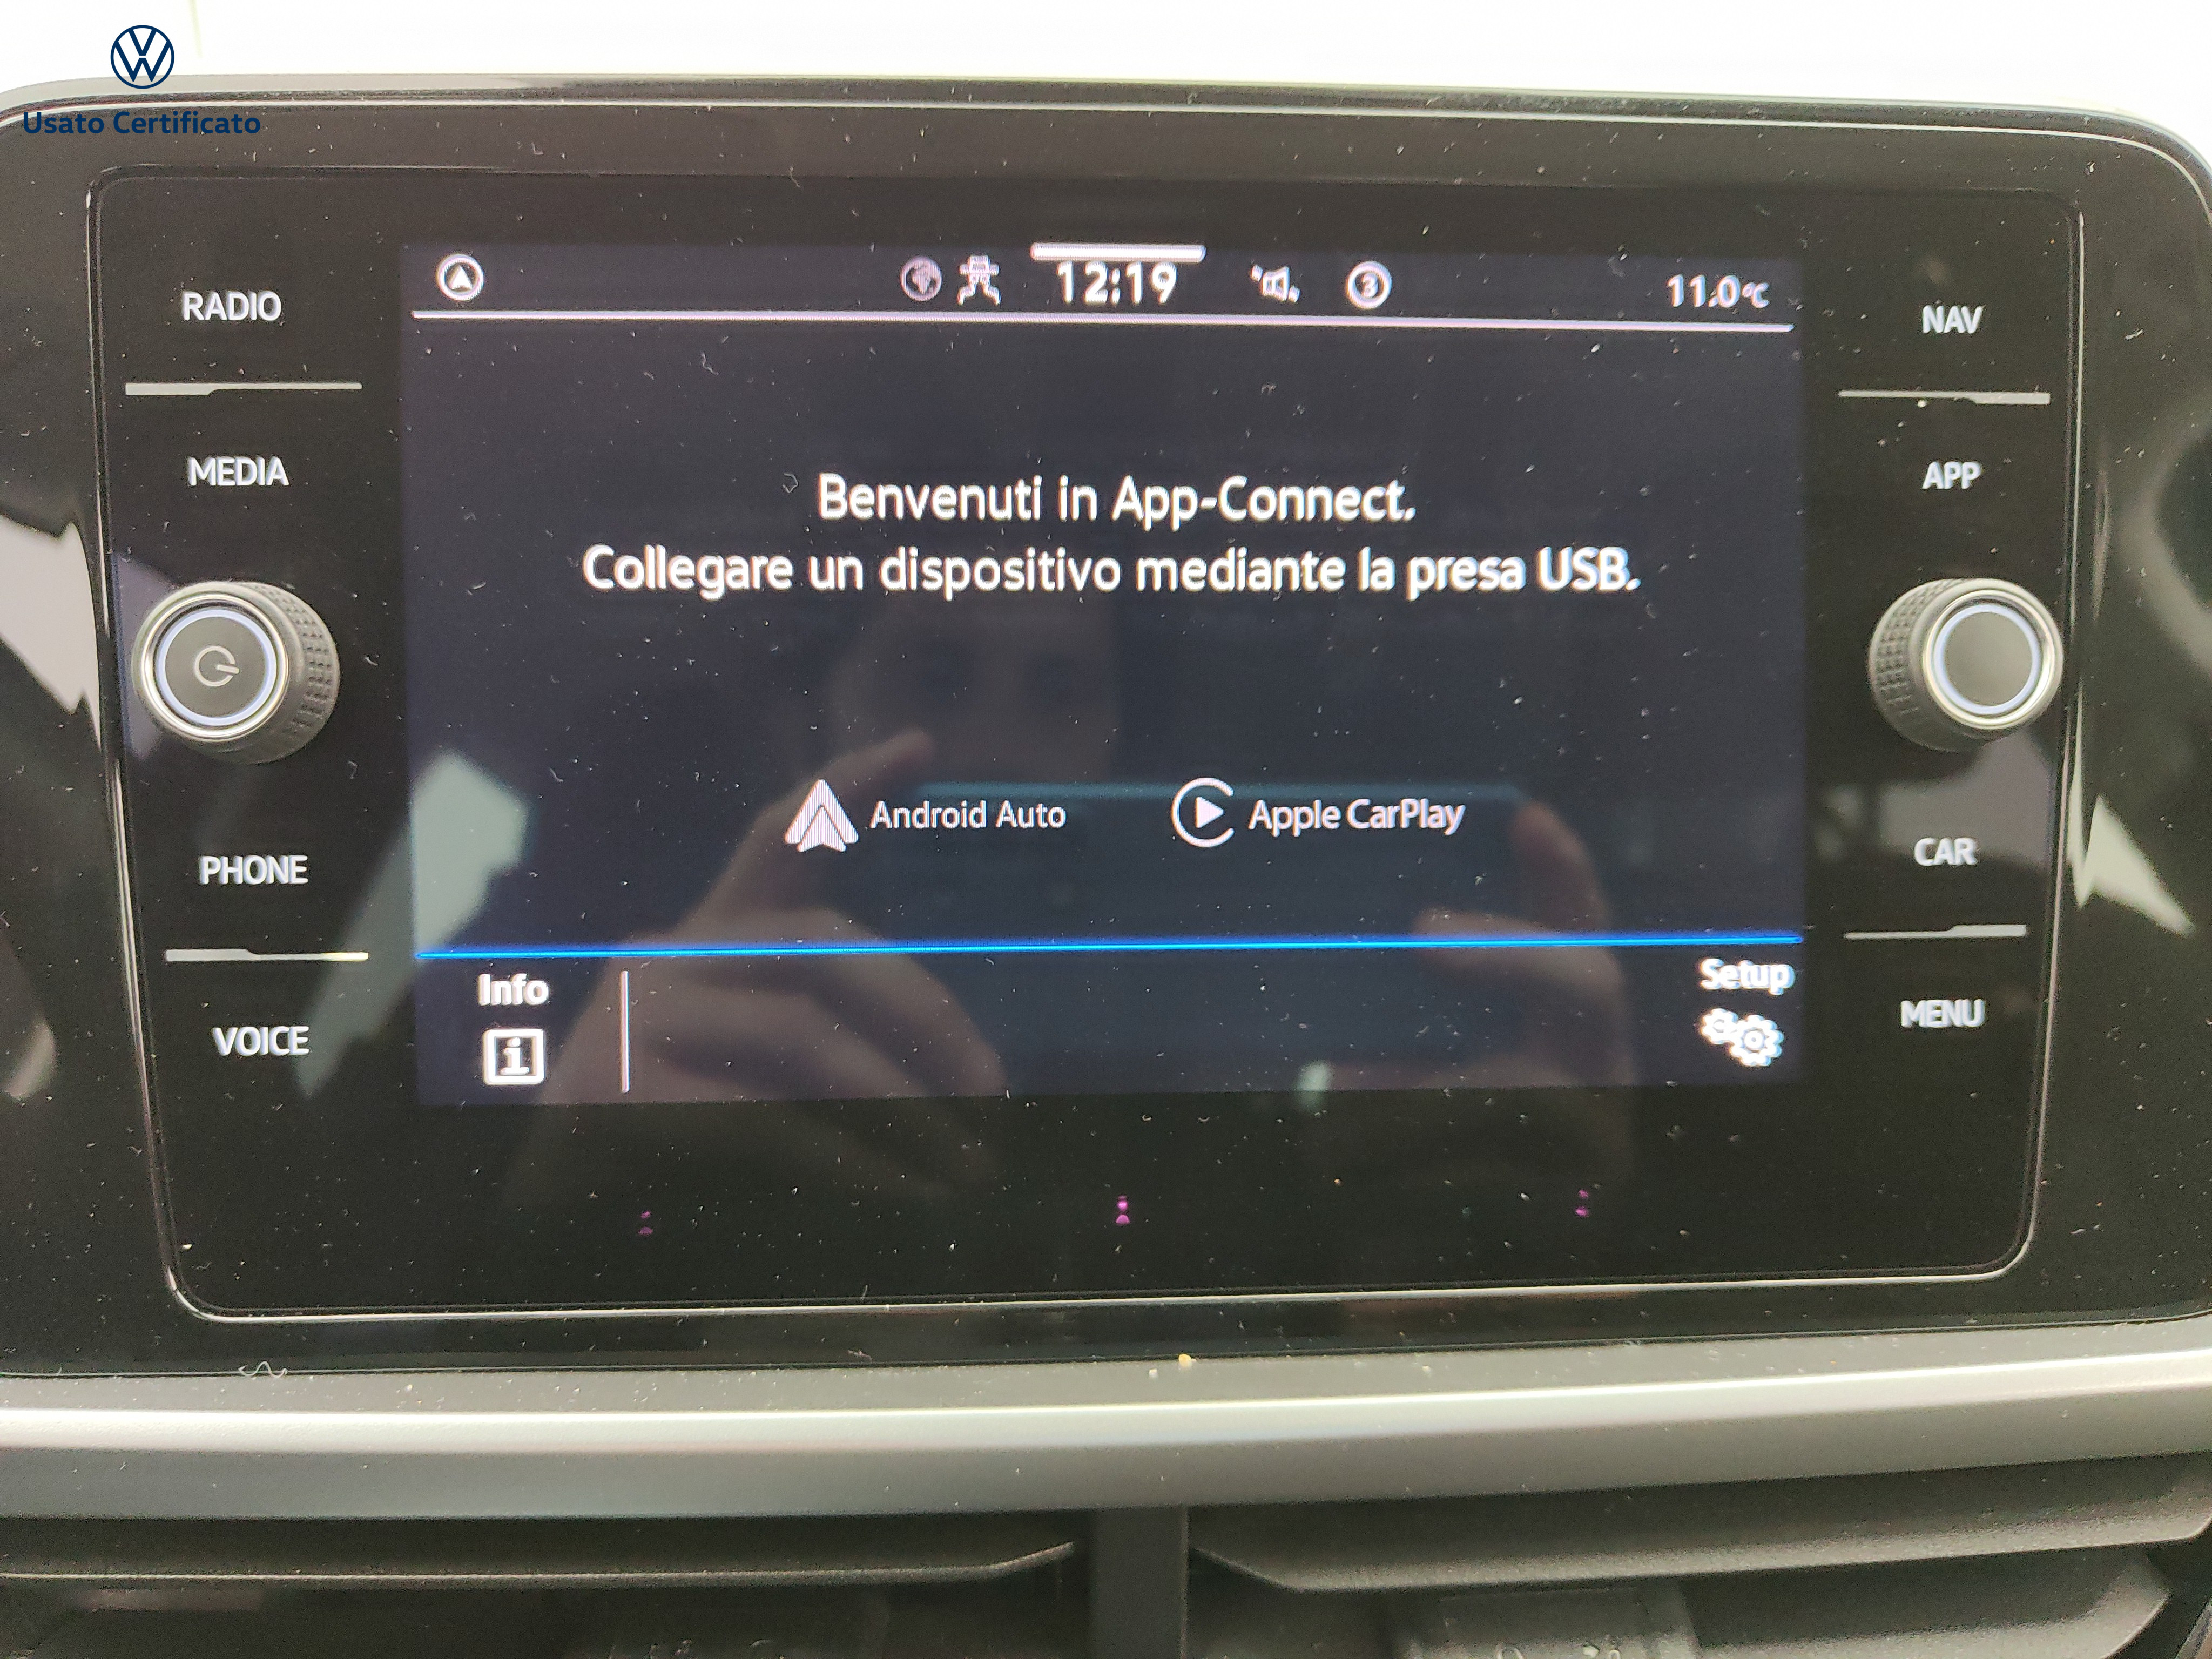 Usato Certificato
RADIO
MEDIA
PHONE
VOICE
12:19
3
11.0°C
Benvenuti in App-Connect.
Collegare un dispositivo mediante la presa USB.
Android Auto
Apple CarPlay
Info
Setup
NAV
APP
CAR
MENU